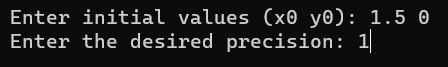 Enter initial values (x0 y0): 1.5 0
Enter the desired precision: 1